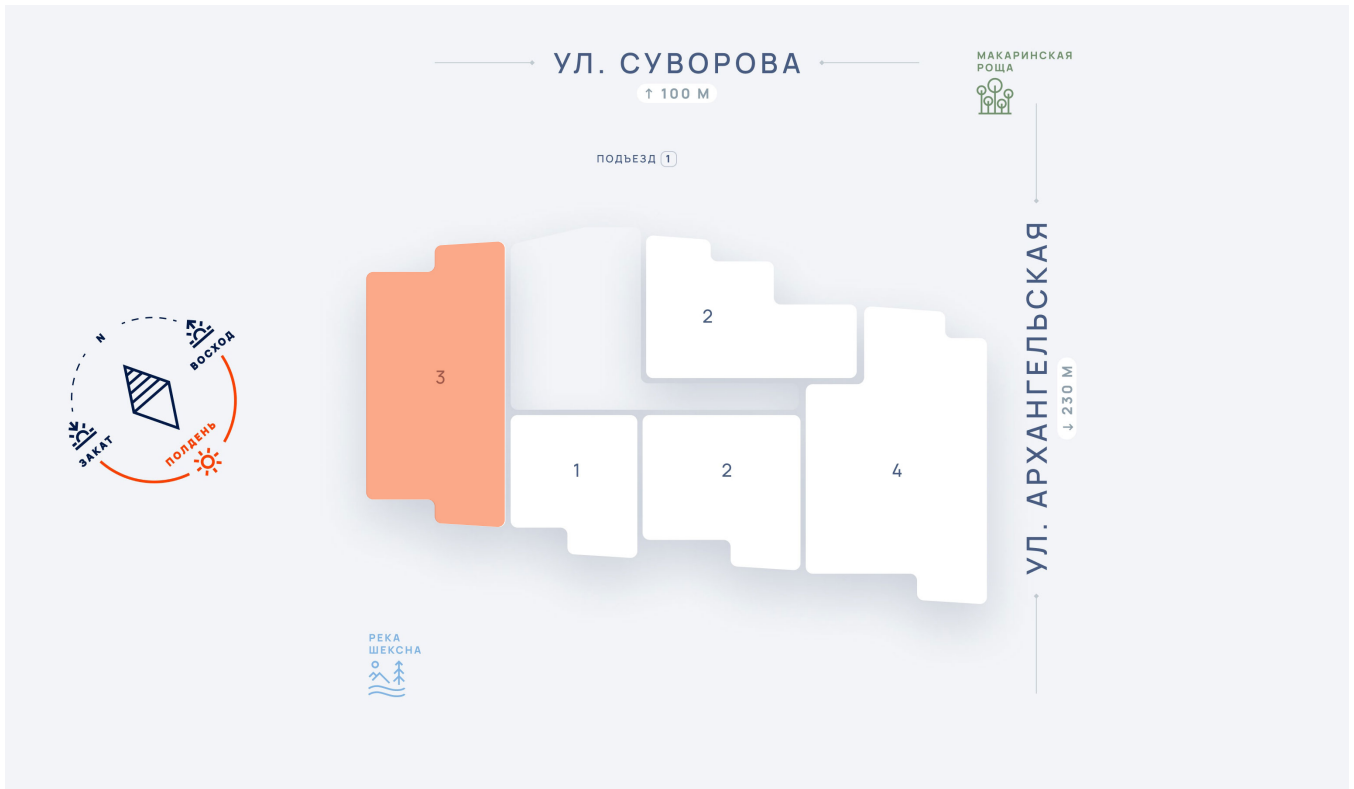 УЛ. СУВОРОВА
↑ 100 М
МАКАРИНСКАЯ
РОЩА
ПОДЪЕЗД 1
УЛ. АРХАНГЕЛЬСКАЯ
↓ 230 М
N
ВОСХОД
ПОЛДЕНЬ
ЗАКАТ
2
3
1
2
4
РЕКА
ШЕКСНА